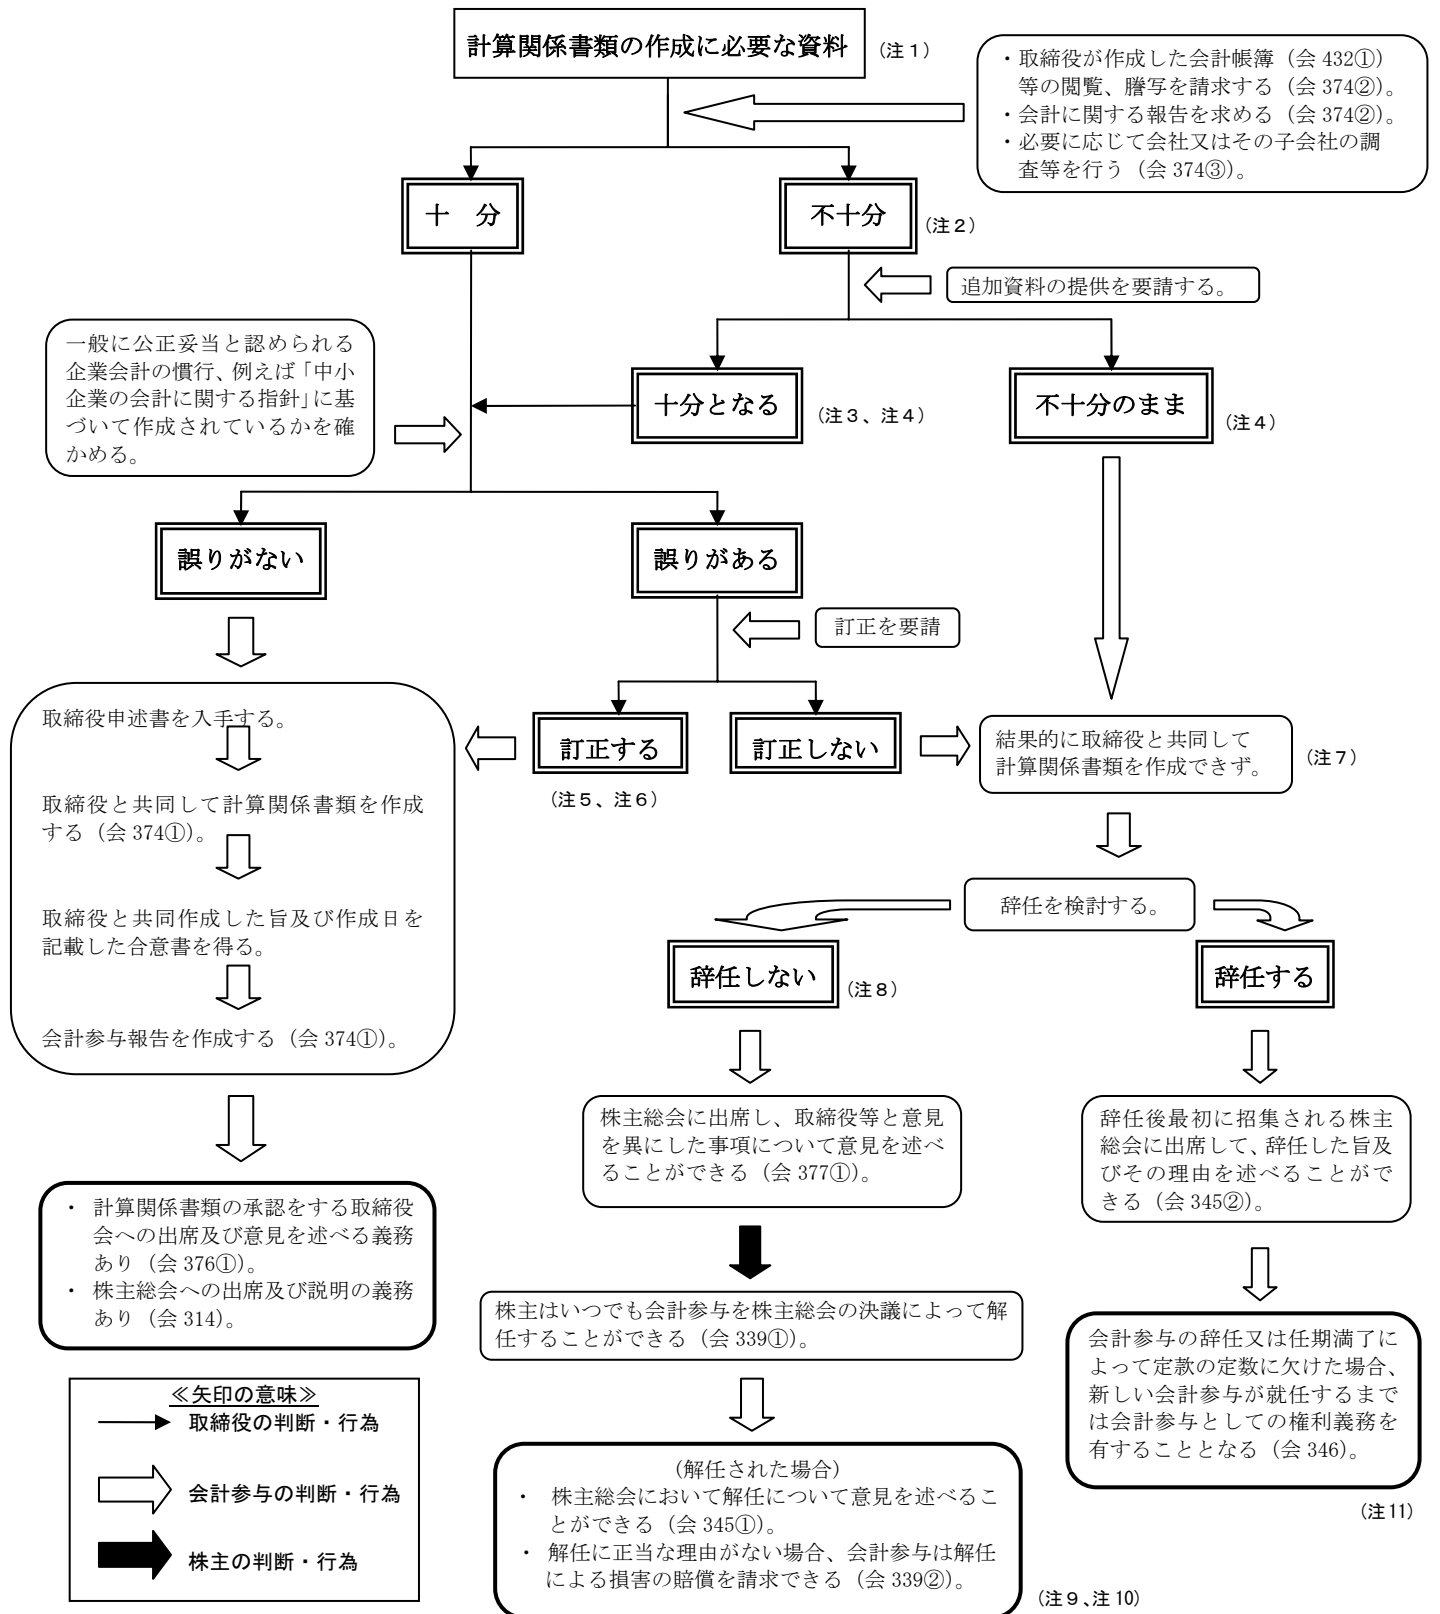 計算関係書類の作成に必要な資料
(注1)
・取締役が作成した会計帳簿（会 432①）
等の閲覧、謄写を請求する（会 374②）。
・会計に関する報告を求める（会 374②）。
・必要に応じて会社又はその子会社の調
査等を行う（会 374③）。
十　分
不十分
(注2)
追加資料の提供を要請する。
一般に公正妥当と認められる
企業会計の慣行、例えば「中小
企業の会計に関する指針」に基
づいて作成されているかを確
かめる。
十分となる
(注3、注4)
不十分のまま
(注4)
誤りがない
誤りがある
訂正を要請
取締役申述書を入手する。
取締役と共同して計算関係書類を作成
する（会 374①）。
取締役と共同作成した旨及び作成日を
記載した合意書を得る。
会計参与報告を作成する（会 374①）。
訂正する
(注5、注6)
訂正しない
結果的に取締役と共同して
計算関係書類を作成できず。
(注7)
辞任を検討する。
辞任しない
(注8)
辞任する
株主総会に出席し、取締役等と意見
を異にした事項について意見を述べ
ることができる（会 377①）。
辞任後最初に招集される株主
総会に出席して、辞任した旨及
びその理由を述べることがで
きる（会 345②）。
・ 計算関係書類の承認をする取締役
会への出席及び意見を述べる義務
あり（会 376①）。
・ 株主総会への出席及び説明の義務
あり（会 314）。
株主はいつでも会計参与を株主総会の決議によって解
任することができる（会 339①）。
会計参与の辞任又は任期満了に
よって定款の定数に欠けた場合、
新しい会計参与が就任するまで
は会計参与としての権利義務を
有することとなる（会 346）。
(注11)
≪矢印の意味≫
取締役の判断・行為
会計参与の判断・行為
株主の判断・行為
（解任された場合）
・ 株主総会において解任について意見を述べるこ
とができる（会 345①）。
・ 解任に正当な理由がない場合、会計参与は解任
による損害の賠償を請求できる（会 339②）。
(注9、注10)